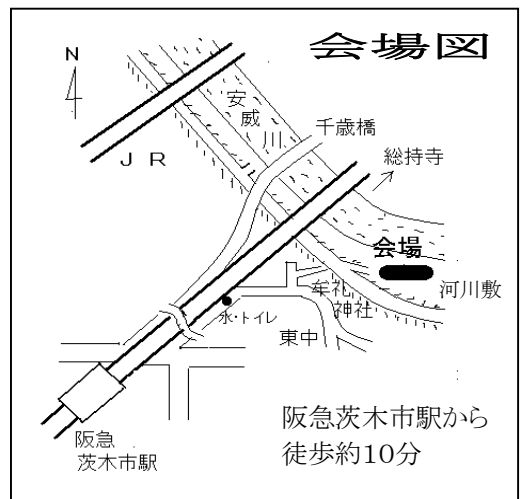 会場図
N
JR
安威川
千歳橋
総持寺
会場
河川敷
牟礼
神社
水・トイレ
東中
阪急
茨木市駅
阪急茨木市駅から
徒歩約10分